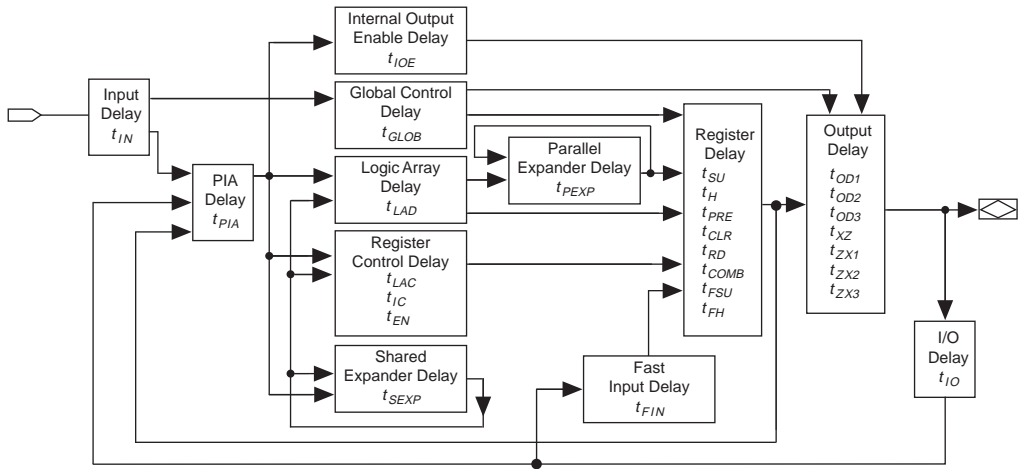 Internal Output
Enable Delay
tIOE
Input
Delay
tIN
Global Control
Delay
tGLOB
PIA
Delay
tPIA
Logic Array
Delay
tLAD
Parallel
Expander Delay
tPEXP
Register
Control Delay
tLAC
tIC
tEN
Shared
Expander Delay
tSEXP
Fast
Input Delay
tFIN
Register
Delay
tSU
tH
tPRE
tCLR
tRD
tCOMB
tFSU
tFH
Output
Delay
tOD1
tOD2
tOD3
tXZ
tZX1
tZX2
tZX3
I/O
Delay
tIO